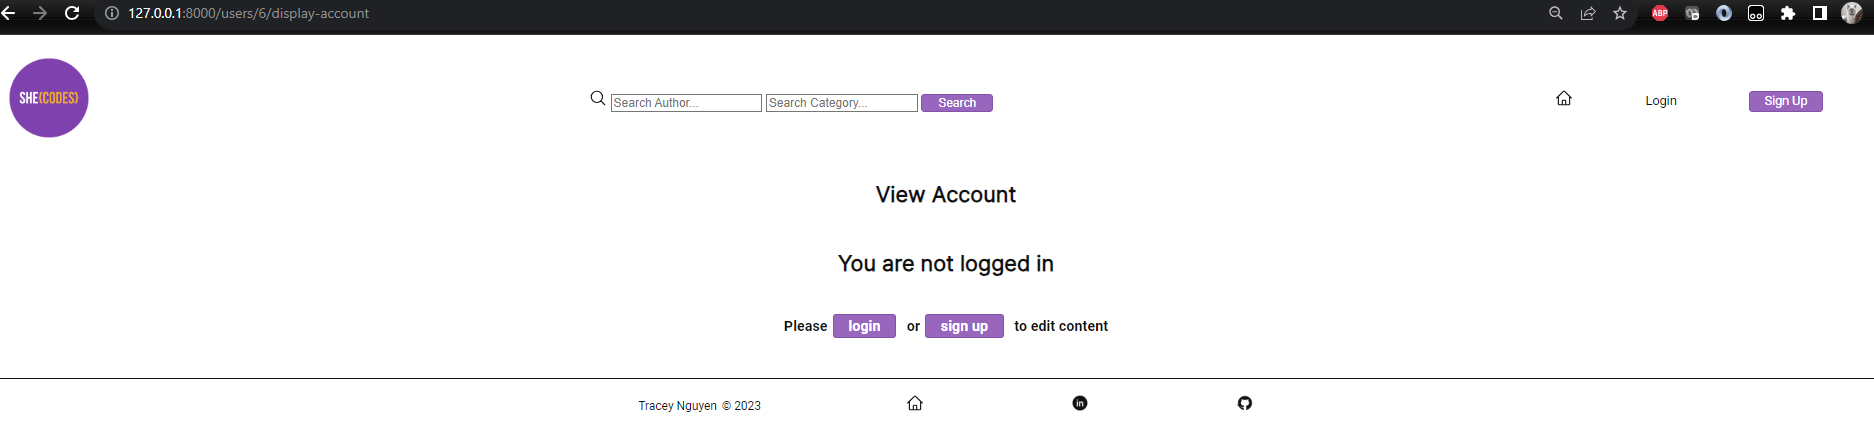 127.0.0.1:8000/users/6/display-account
ABP
SHE{CODES}
Search Author... Search Category... Search
Login Sign Up
View Account
You are not logged in
Please login or sign up to edit content
Tracey Nguyen © 2023
in